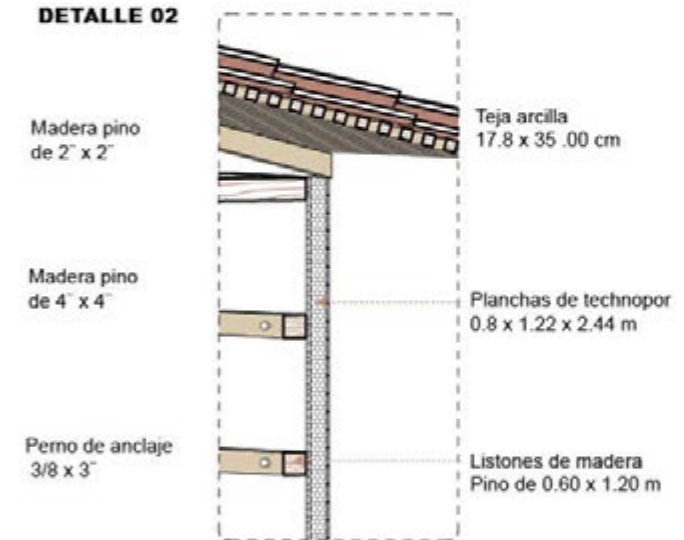 DETALLE 02
Madera pino
de 2¨ x 2¨
Teja arcilla
17.8 x 35 .00 cm
Madera pino
de 4¨ x 4¨
Planchas de technopor
0.8 x 1.22 x 2.44 m
Perno de anclaje
3/8 x 3¨
Listones de madera
Pino de 0.60 x 1.20 m